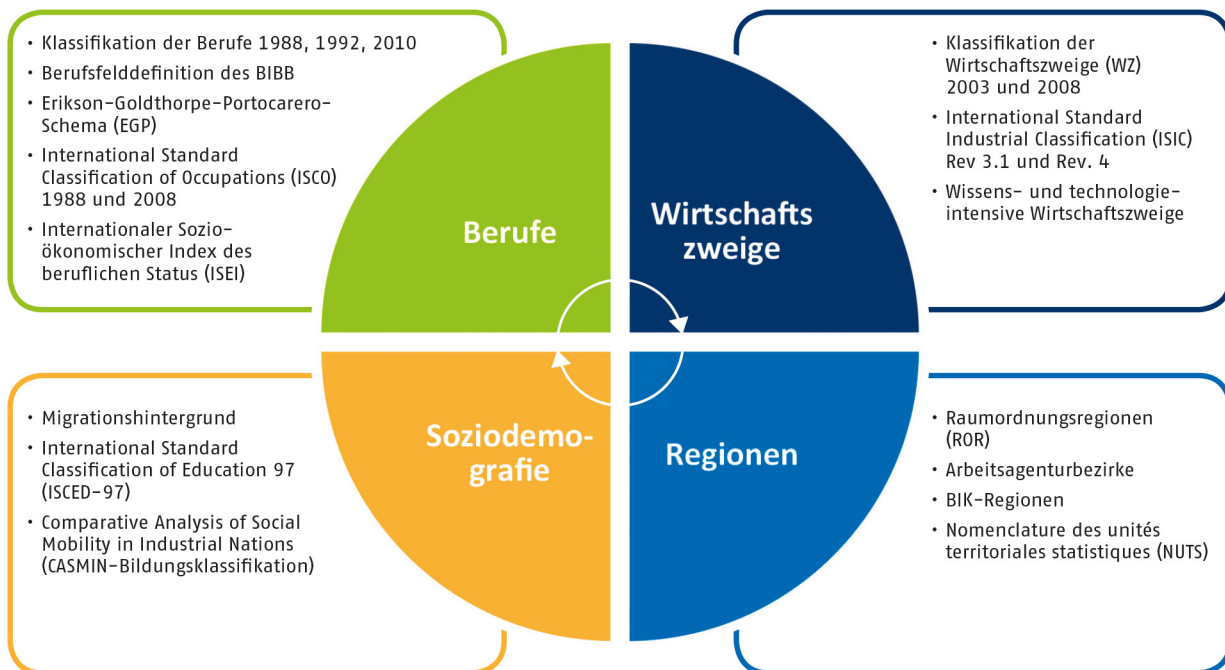 • Klassifikation der Berufe 1988, 1992, 2010
• Berufsfelddefinition des BIBB
• Erikson-Goldthorpe-Portocarero-
Schema (EGP)
• International Standard
Classification of Occupations (ISCO)
1988 und 2008
• Internationaler Sozio-
ökonomischer Index des
beruflichen Status (ISEI)
Berufe
Wirtschafts
zweige
• Klassifikation der
Wirtschaftszweige (WZ)
2003 und 2008
• International Standard
Industrial Classification (ISIC)
Rev 3.1 und Rev. 4
• Wissens- und technologie-
intensive Wirtschaftszweige
• Migrationshintergrund
• International Standard
Classification of Education 97
(ISCED-97)
• Comparative Analysis of Social
Mobility in Industrial Nations
(CASMIN-Bildungsklassifikation)
Soziodemo-
grafie
Regionen
• Raumordnungsregionen
(ROR)
• Arbeitsagenturbezirke
• BIK-Regionen
• Nomenclature des unités
territoriales statistiques (NUTS)